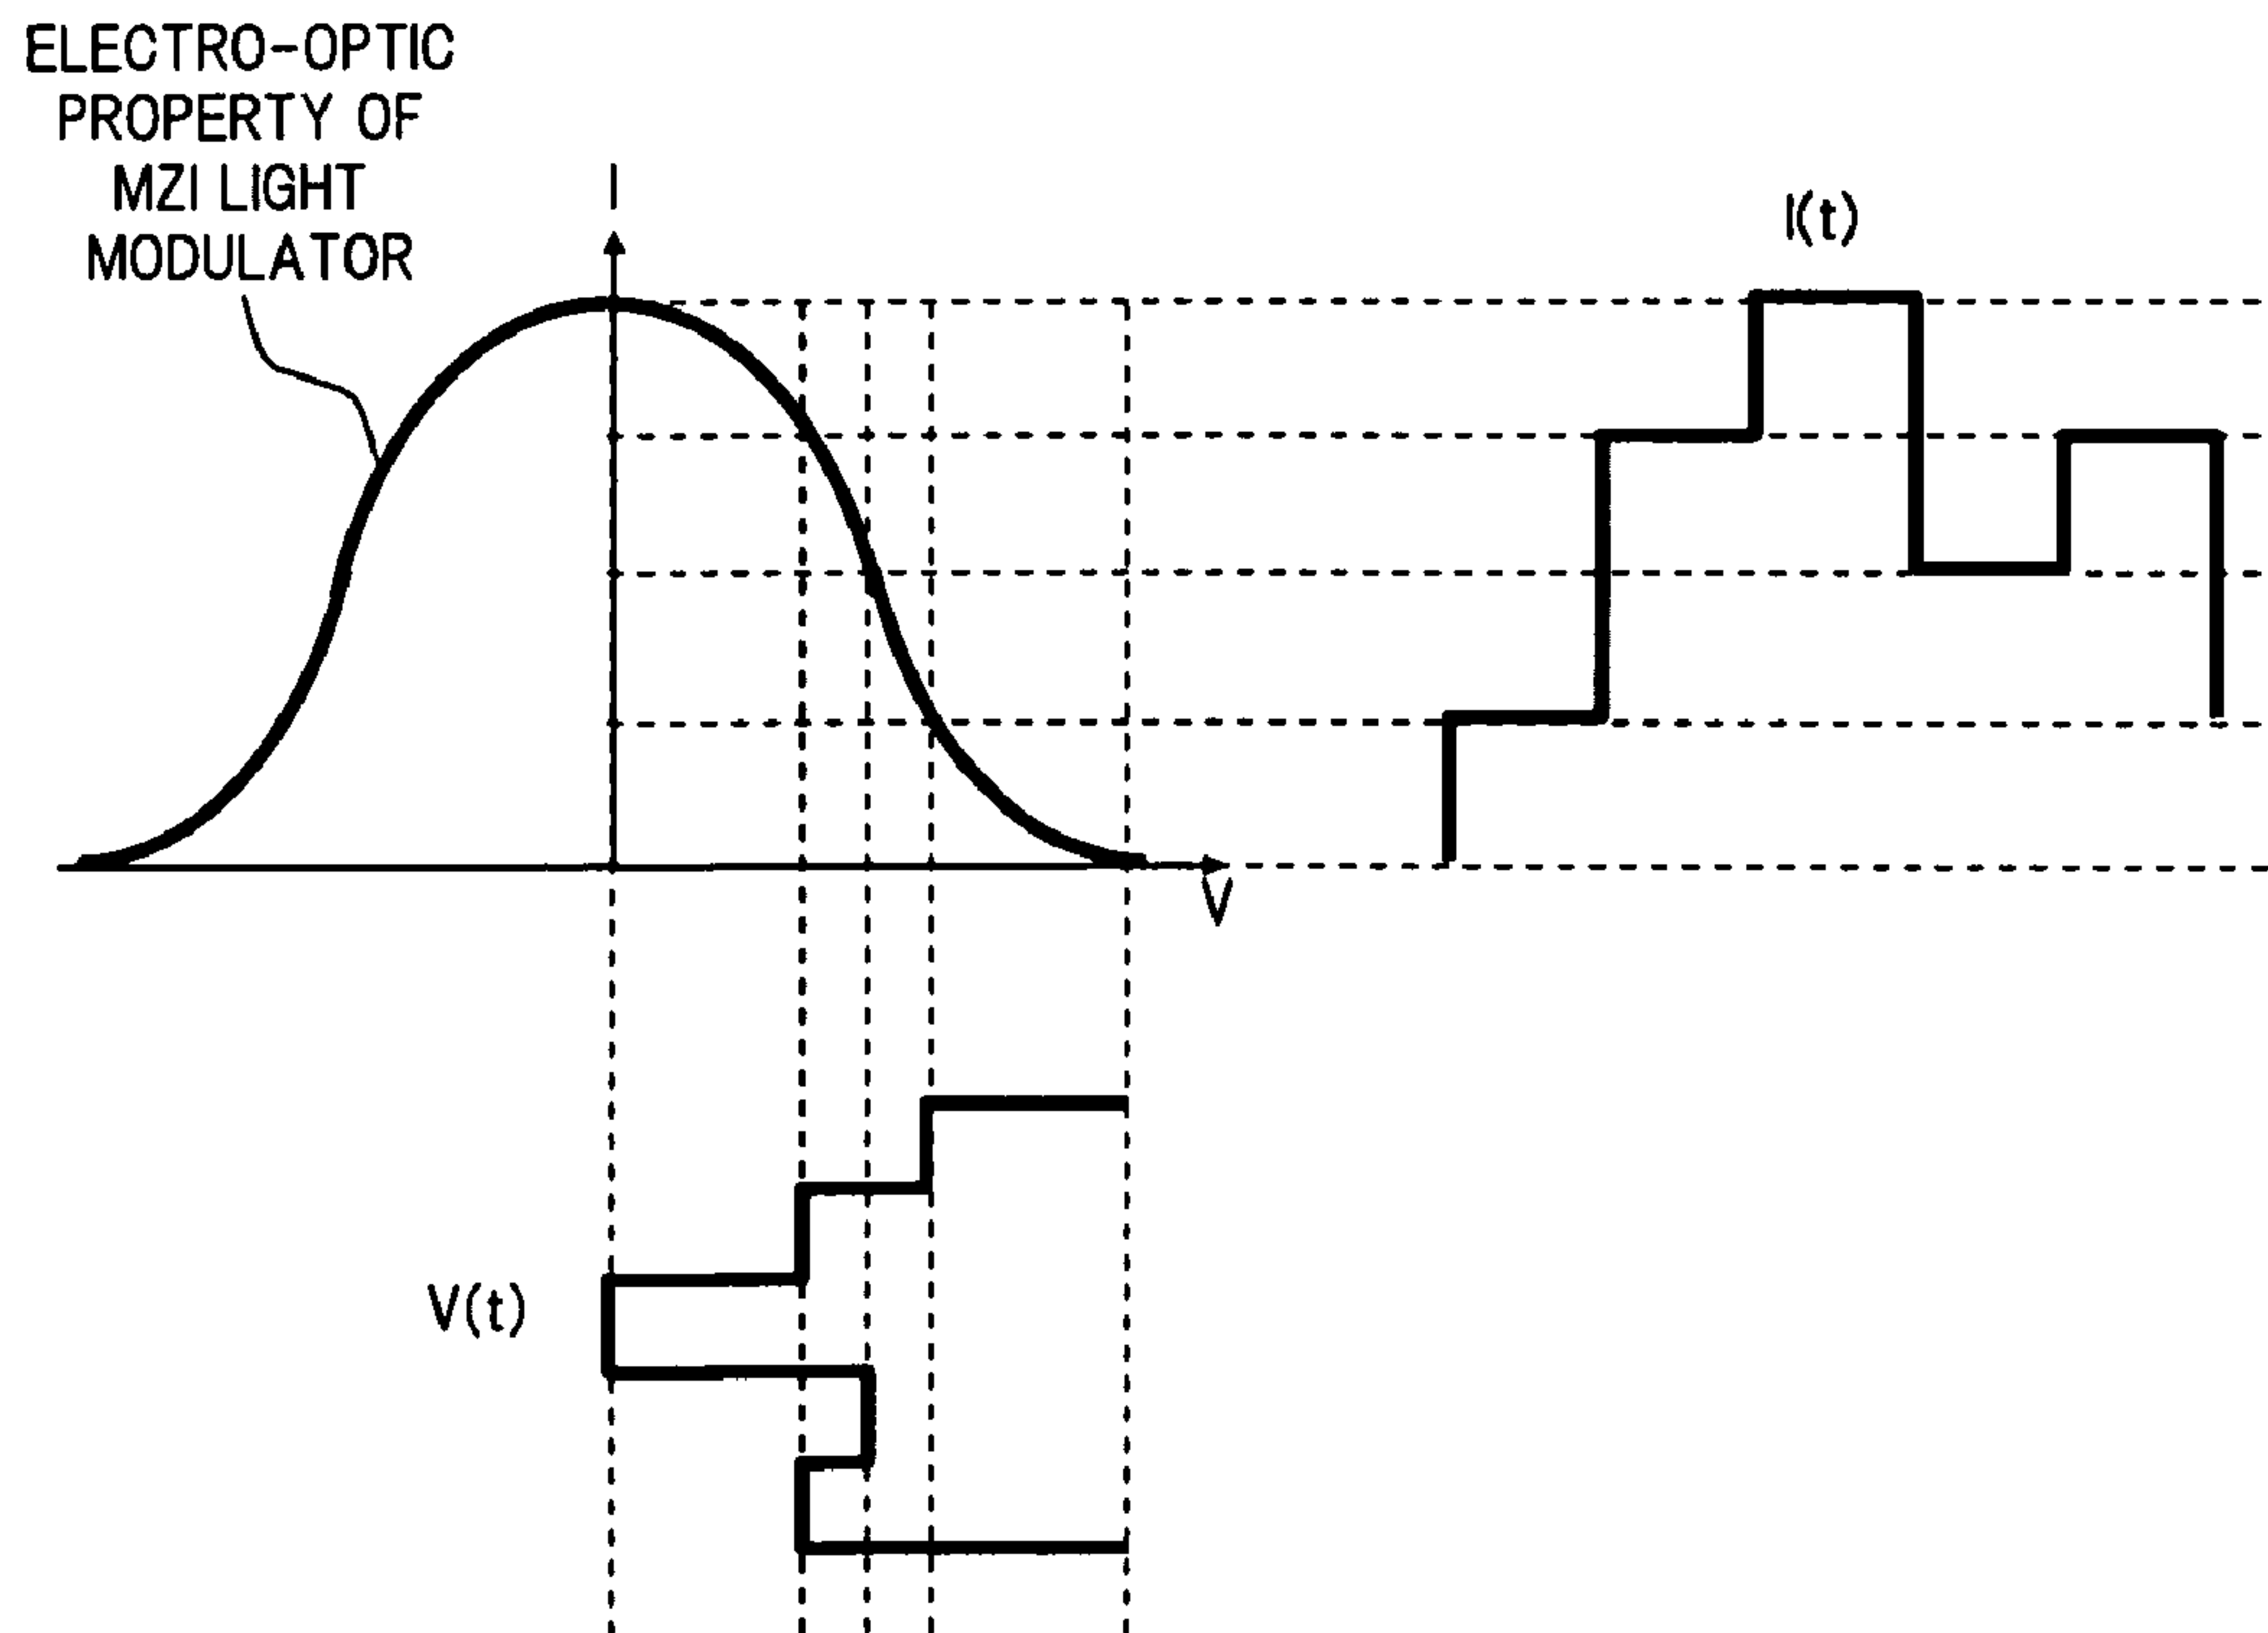 ELECTRO-OPTIC
PROPERTY OF
MZI LIGHT
MODULATOR
I
I(t)
V
V(t)